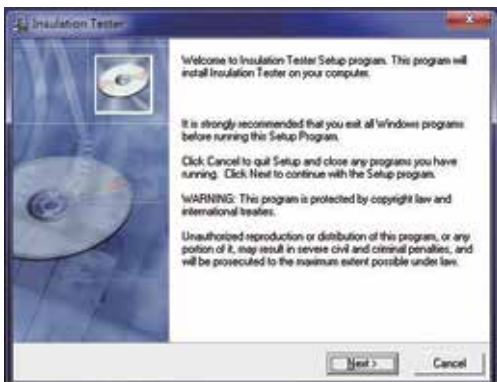 Insulation Tester
Welcome to Insulation Tester Setup program. This program will
install Insulation Tester on your computer.
It is strongly recommended that you exit all Windows programs
before running this Setup Program.
Click Cancel to quit Setup and close any programs you have
running. Click Next to continue with the Setup program.
WARNING: This program is protected by copyright law and
international treaties.
Unauthorized reproduction or distribution of this program, or any
portion of it, may result in severe civil and criminal penalties, and
will be prosecuted to the maximum extent possible under law.
Next > Cancel